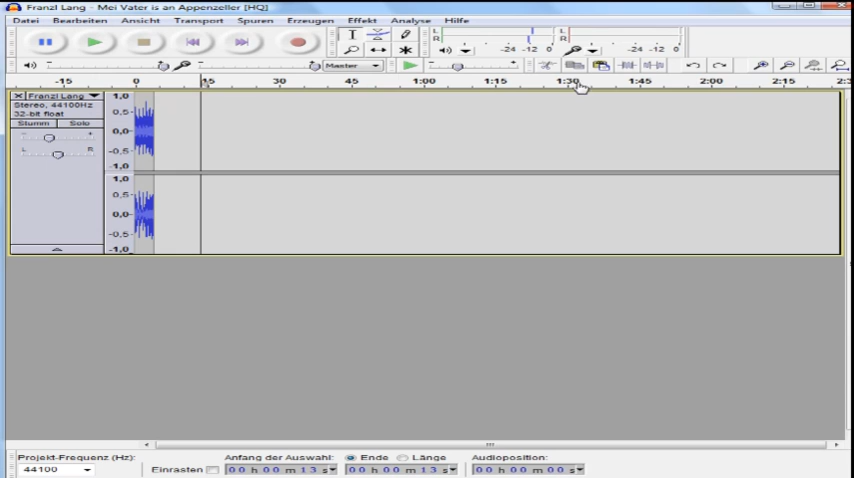 Franzl Lang - Mei Vater is an Appenzeller [HQ]
Datei Bearbeiten Ansicht Transport Spuren Erzeugen Effekt Analyse Hilfe
L
R -24 -12 0
L
R -24 -12 0
Master
-15 0 15 30 45 1:00 1:15 1:30 1:45 2:00 2:15
Franzl Lang
Stereo, 44100Hz
32-bit float
Stumm Solo
- +
L R
1,0
0,5
0,0
-0,5
-1,0
1,0
0,5
0,0
-0,5
-1,0
Projekt-Frequenz (Hz): Anfang der Auswahl: Ende Länge Audioposition:
44100 Einrasten 00 h 00 m 13 s 00 h 00 m 13 s 00 h 00 m 00 s